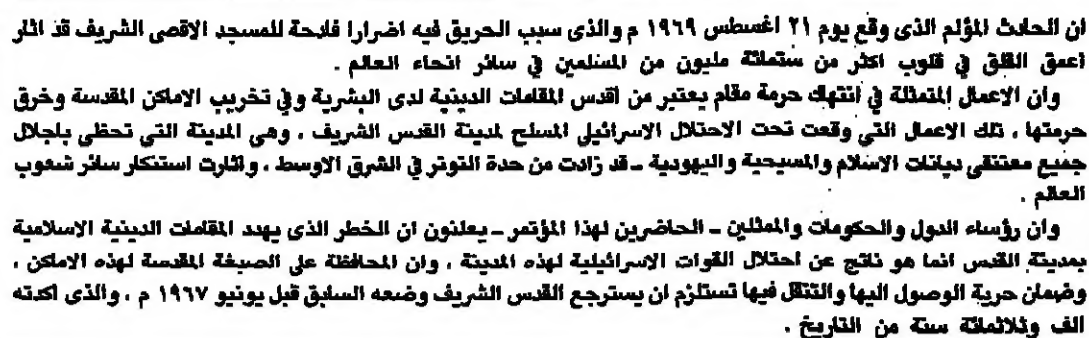 ان الحادث المؤلم الذى وقع يوم ٢١ اغسطس ١٩٦٩ م والذى سبب الحريق فيه اضرارا فادحة للمسجد الاقصى الشريف قد اثار
اعمق القلق في قلوب اكثر من ستمائة مليون من المسلمين في سائر انحاء العالم .
وان الاعمال المتمثلة في انتهاك حرمة مقام يعتبر من اقدس المقامات الدينية لدى البشرية وفي تخريب الاماكن المقدسة وخرق
حرمتها ، تلك الاعمال التي وقعت تحت الاحتلال الاسرائيلي المسلح لمدينة القدس الشريف ، وهى المدينة التي تحظى باجلال
جميع معتنقى ديانات الاسلام والمسيحية واليهودية ـ قد زادت من حدة التوتر في الشرق الاوسط ، واثارت استنكار سائر شعوب
العالم .
وان رؤساء الدول والحكومات والممثلين ـ الحاضرين لهذا المؤتمر ـ يعلنون ان الخطر الذى يهدد المقامات الدينية الاسلامية
بمدينة القدس انما هو ناتج عن احتلال القوات الاسرائيلية لهذه المدينة ، وان المحافظة على الصبغة المقدسة لهذه الاماكن ،
وضمان حرية الوصول اليها والتنقل فيها تستلزم ان يسترجع القدس الشريف وضعه السابق قبل يونيو ١٩٦٧ م ، والذى اكدته
الف وثلاثمائة سنة من التاريخ .